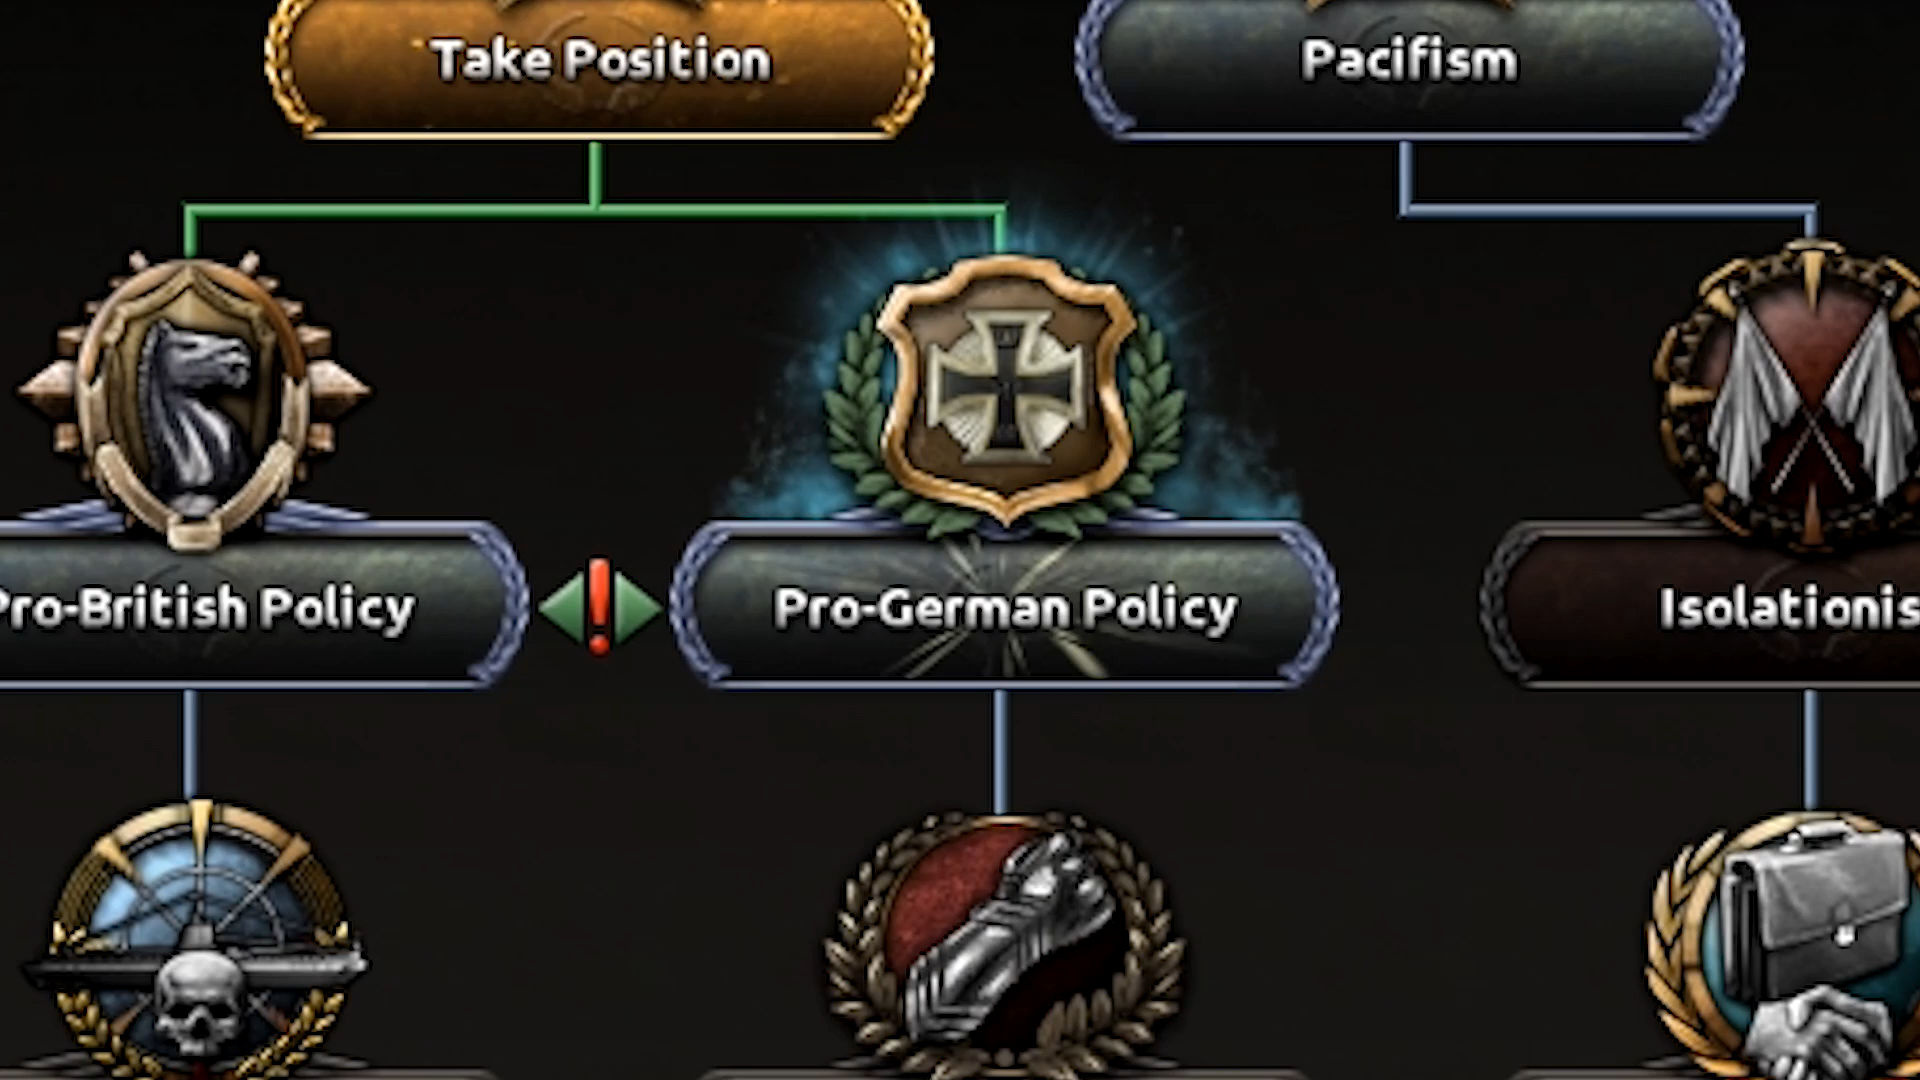 Take Position
Pacifism
Pro-British Policy
Pro-German Policy
Isolationis